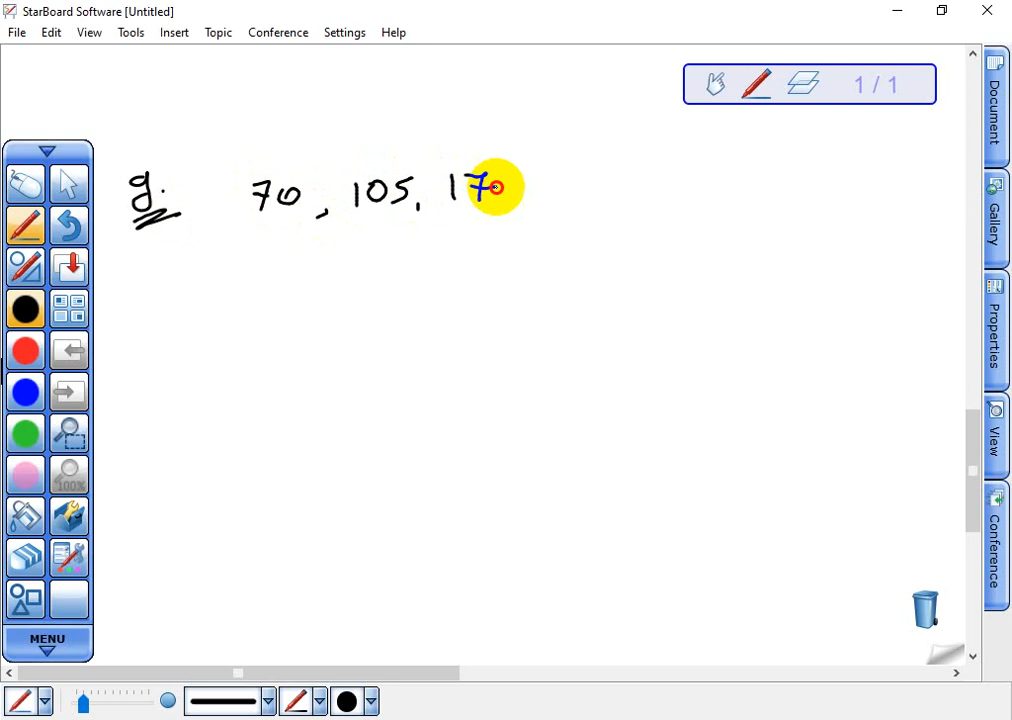 StarBoard Software [Untitled]
File Edit View Tools Insert Topic Conference Settings Help
1 / 1
Document
Gallery
Properties
View
Conference
g. 70, 105, 17
100%
MENU